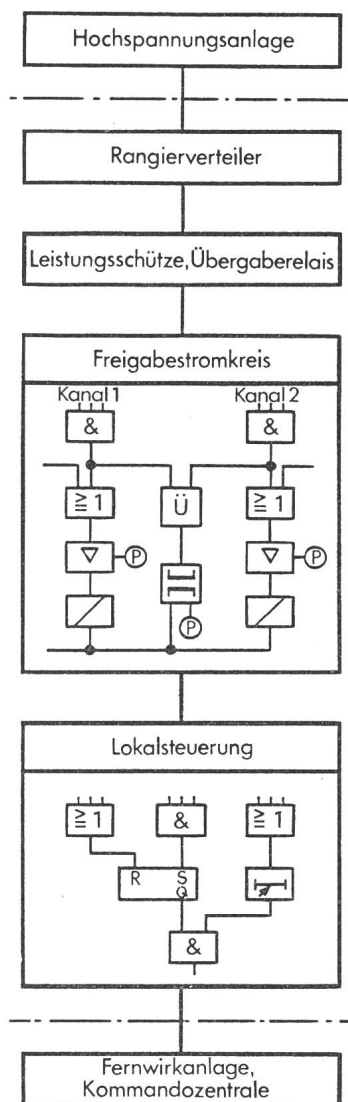 Hochspannungsanlage
Rangierverteiler
Leistungsschütze,Übergaberelais
Freigabestromkreis
Kanal 1 Kanal 2
& &
≧ 1 Ü ≧ 1
P P
P
Lokalsteuerung
≧ 1 & ≧ 1
R S
Q
&
Fernwirkanlage,
Kommandozentrale